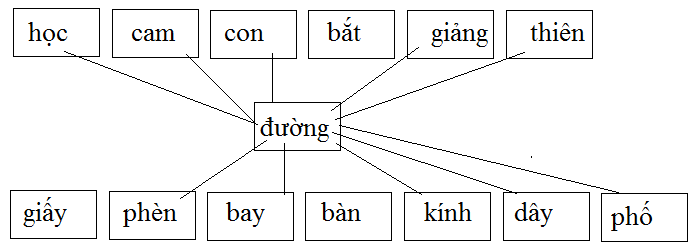 học cam con bắt giảng thiên
đường
giấy phèn bay bàn kính dây phố